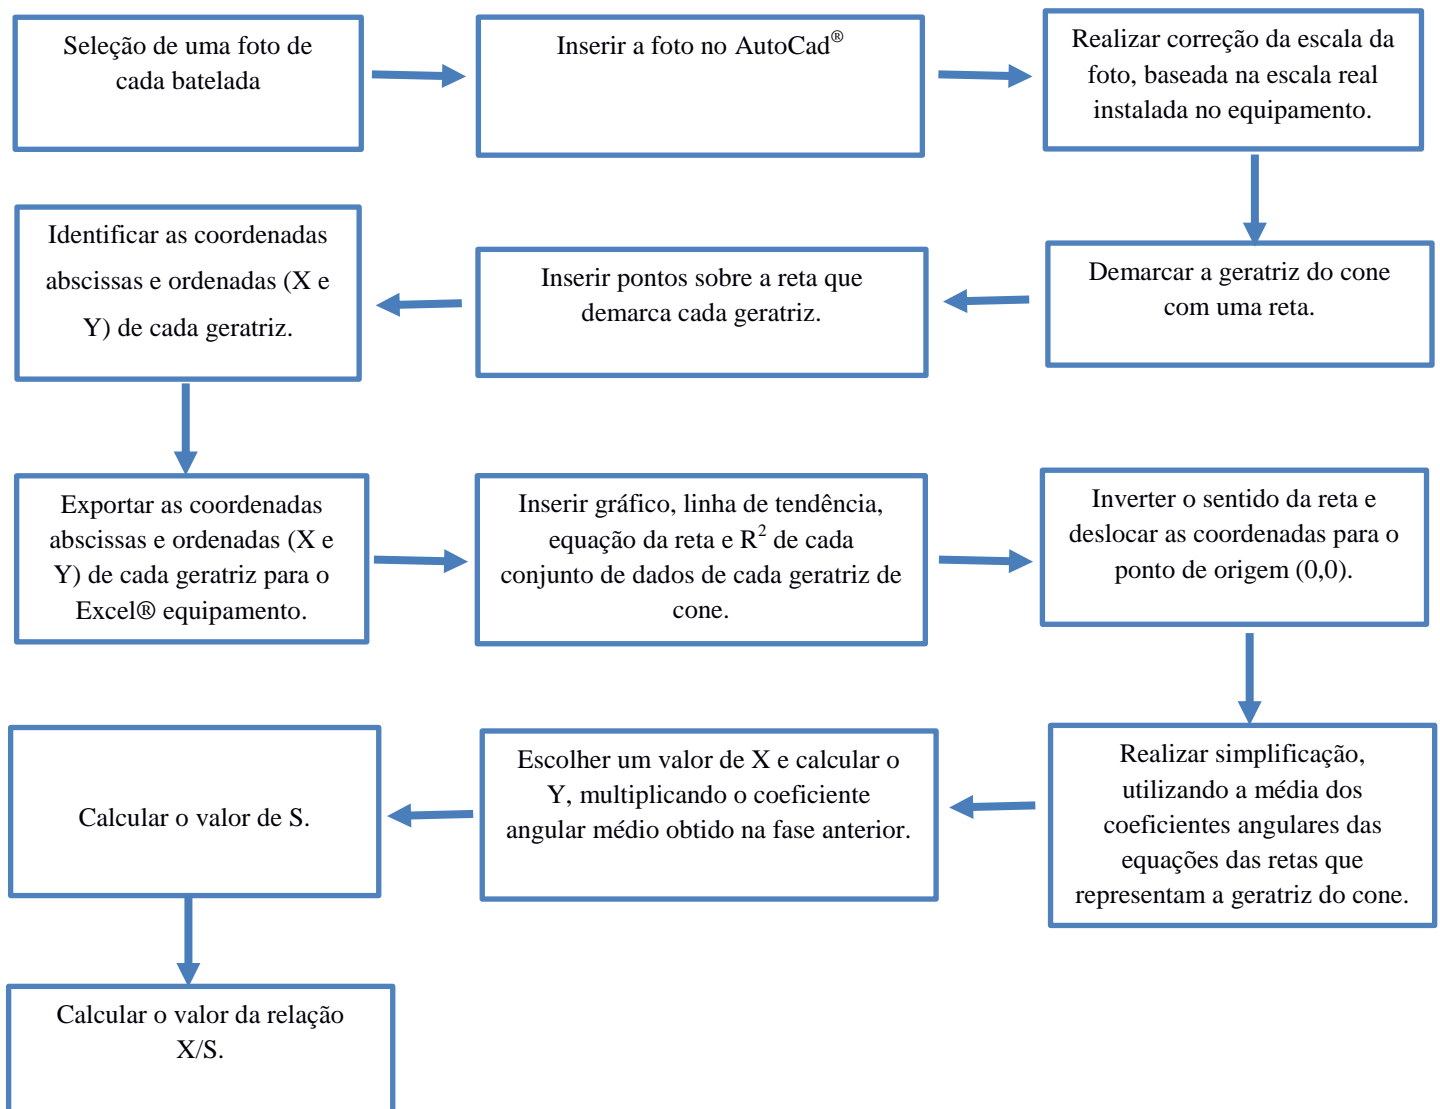 Seleção de uma foto de
cada batelada
Inserir a foto no AutoCad®
Realizar correção da escala da
foto, baseada na escala real
instalada no equipamento.
Demarcar a geratriz do cone
com uma reta.
Inserir pontos sobre a reta que
demarca cada geratriz.
Identificar as coordenadas
abscissas e ordenadas (X e
Y) de cada geratriz.
Exportar as coordenadas
abscissas e ordenadas (X e
Y) de cada geratriz para o
Excel® equipamento.
Inserir gráfico, linha de tendência,
equação da reta e R² de cada
conjunto de dados de cada geratriz de
cone.
Inverter o sentido da reta e
deslocar as coordenadas para o
ponto de origem (0,0).
Realizar simplificação,
utilizando a média dos
coeficientes angulares das
equações das retas que
representam a geratriz do cone.
Escolher um valor de X e calcular o
Y, multiplicando o coeficiente
angular médio obtido na fase anterior.
Calcular o valor de S.
Calcular o valor da relação
X/S.